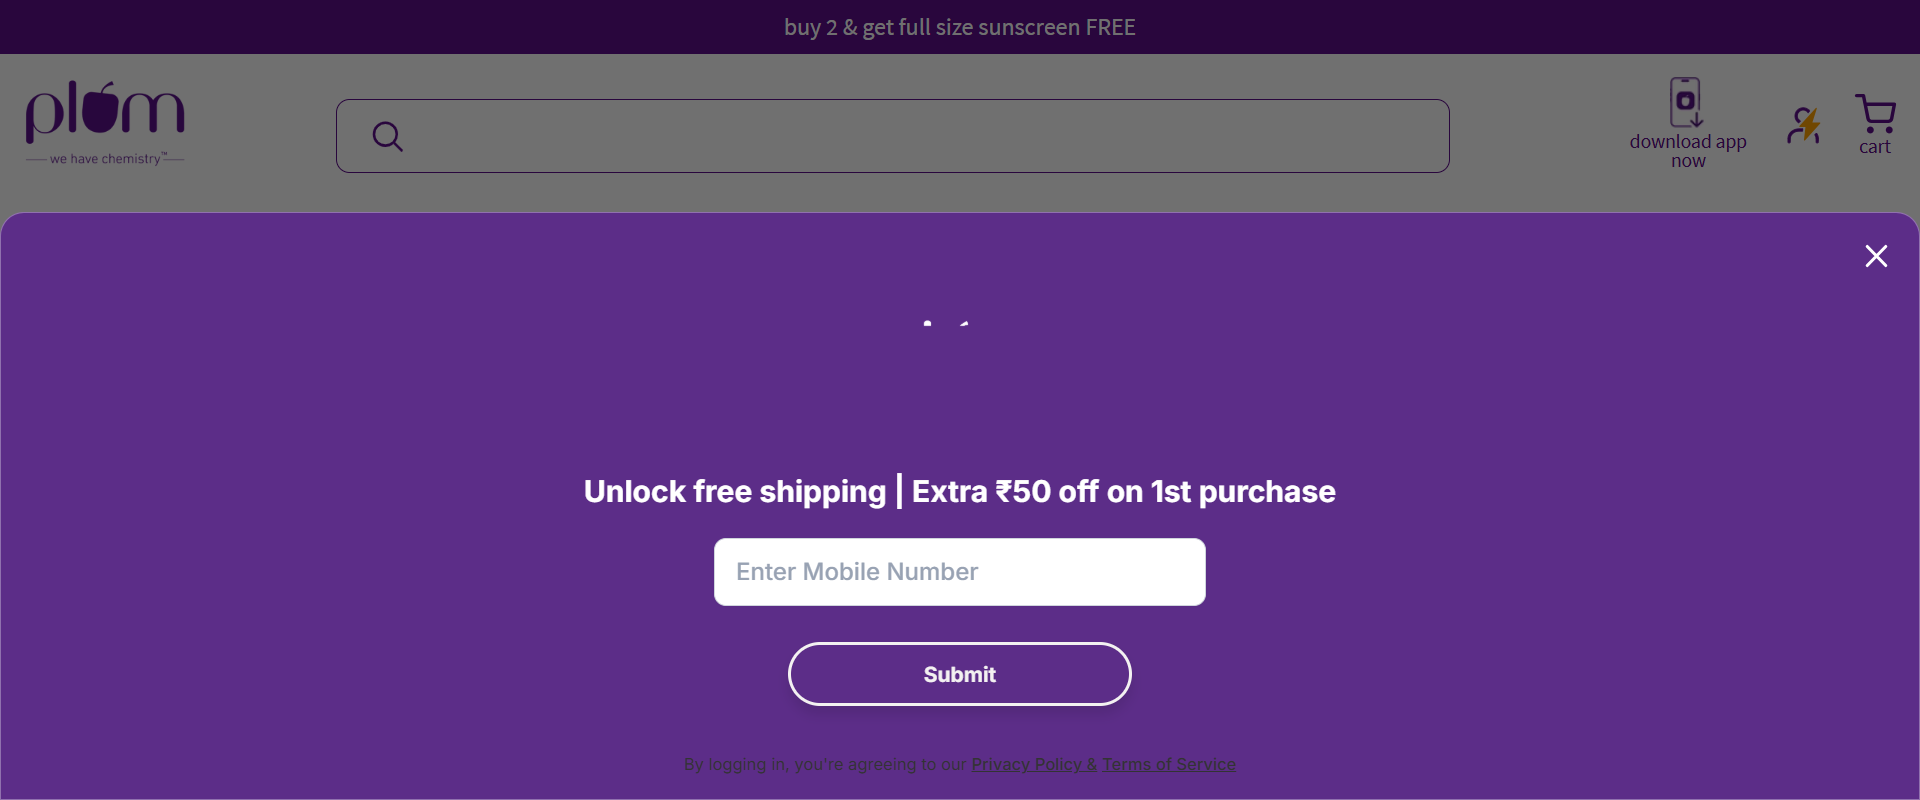 buy 2 & get full size sunscreen FREE
plum
we have chemistry™
download app
now
cart
Unlock free shipping | Extra ₹50 off on 1st purchase
Enter Mobile Number
Submit
By logging in, you're agreeing to our Privacy Policy & Terms of Service